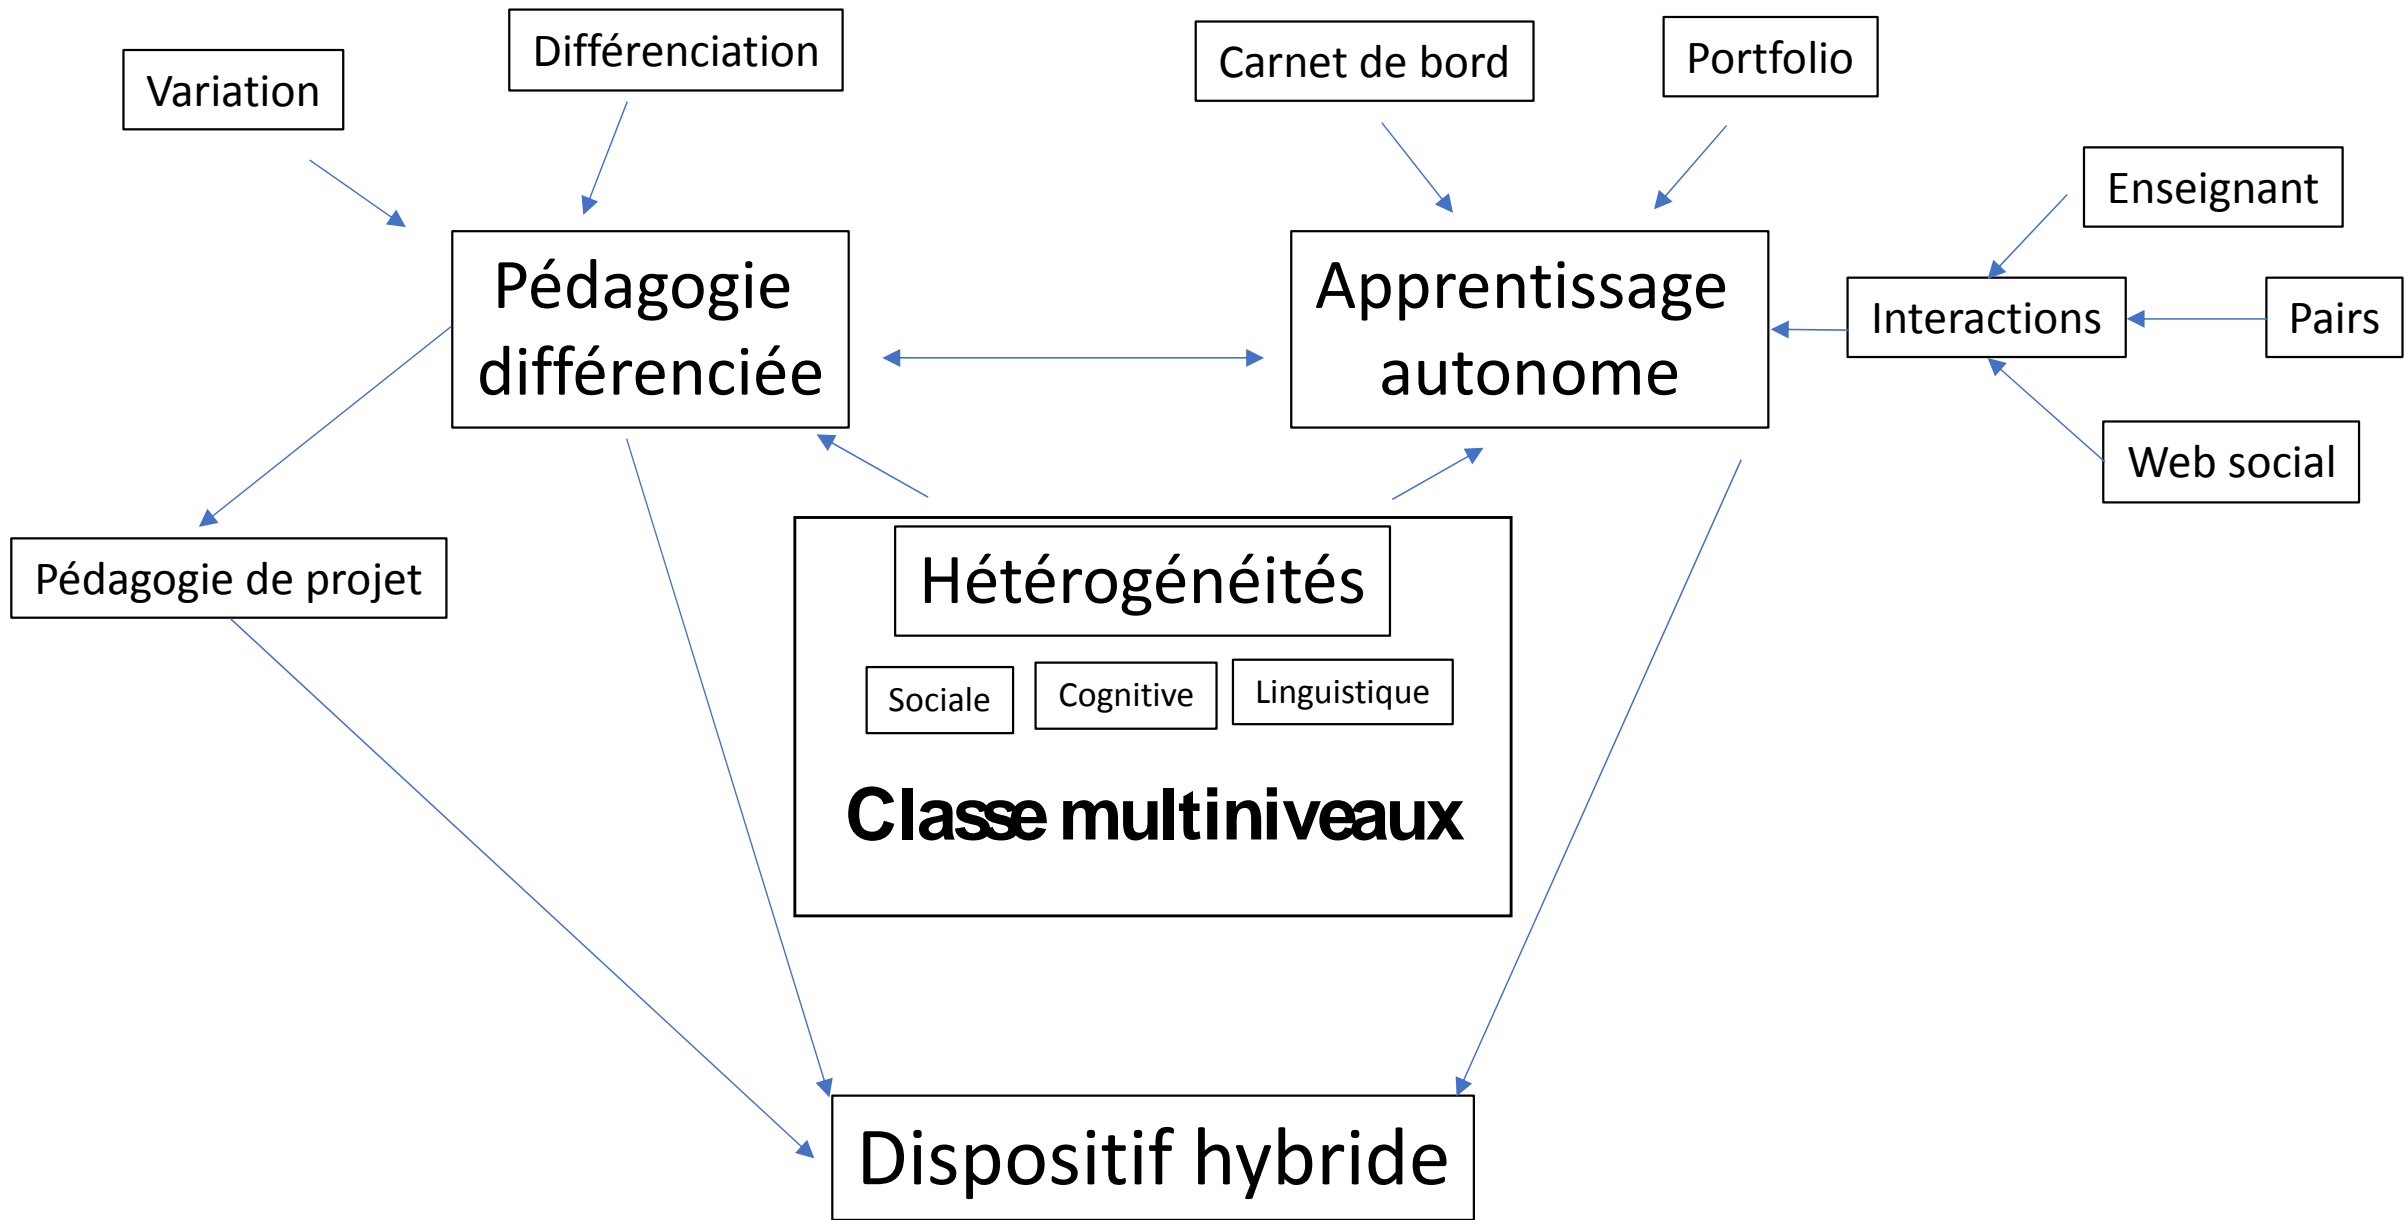 Variation
Différenciation
Carnet de bord
Portfolio
Enseignant
Pédagogie
différenciée
Apprentissage
autonome
Interactions
Pairs
Web social
Pédagogie de projet
Hétérogénéités
Sociale
Cognitive
Linguistique
Classe multiniveaux
Dispositif hybride